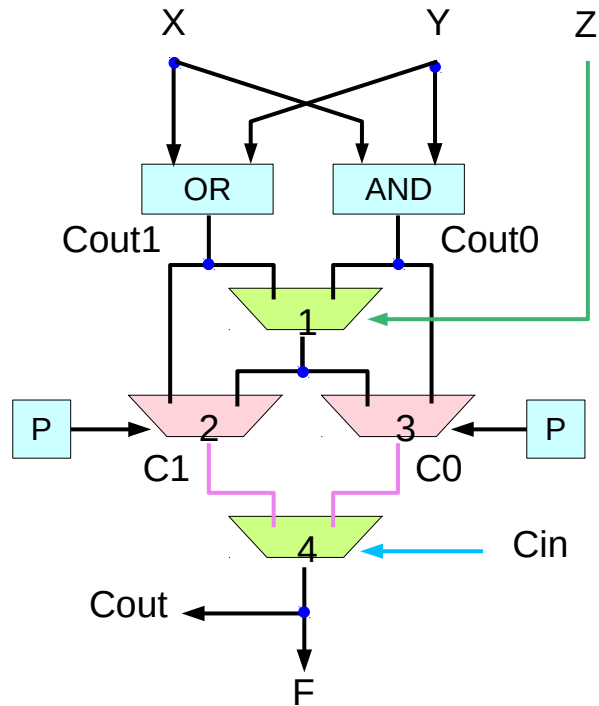 X Y Z
OR AND
Cout1 Cout0
1
P 2 3 P
C1 C0
4 Cin
Cout
F